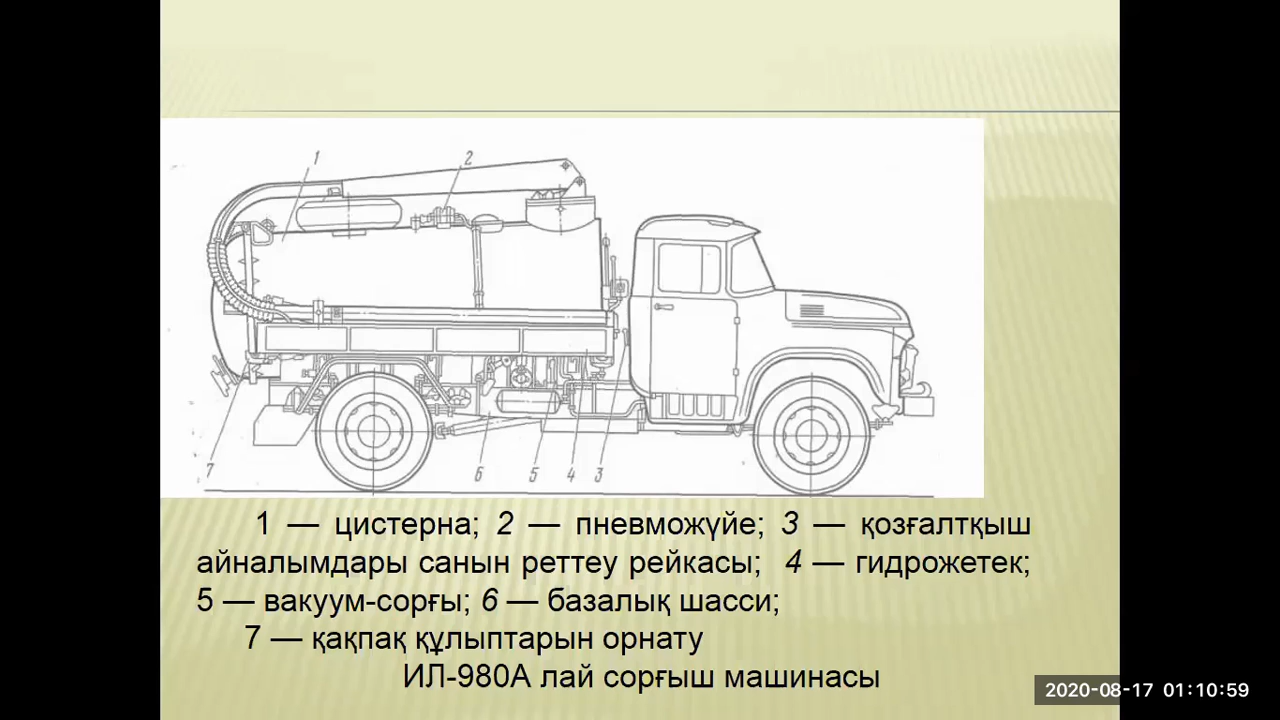 1
2
7
6
5
4
3
1 — цистерна; 2 — пневможүйе; 3 — қозғалтқыш
айналымдары санын реттеу рейкасы; 4 — гидрожетек;
5 — вакуум-сорғы; 6 — базалық шасси;
7 — қақпақ құлыптарын орнату
ИЛ-980А лай сорғыш машинасы
2020-08-17 01:10:59